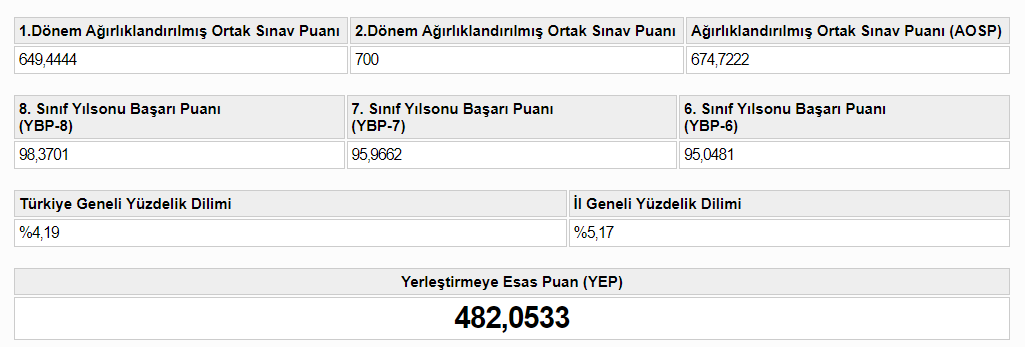 1.Dönem Ağırlıklandırılmış Ortak Sınav Puanı 2.Dönem Ağırlıklandırılmış Ortak Sınav Puanı Ağırlıklandırılmış Ortak Sınav Puanı (AOSP)
649,4444 700 674,7222
8. Sınıf Yılsonu Başarı Puanı 7. Sınıf Yılsonu Başarı Puanı 6. Sınıf Yılsonu Başarı Puanı
(YBP-8) (YBP-7) (YBP-6)
98,3701 95,9662 95,0481
Türkiye Geneli Yüzdelik Dilimi İl Geneli Yüzdelik Dilimi
%4,19 %5,17
Yerleştirmeye Esas Puan (YEP)
482,0533